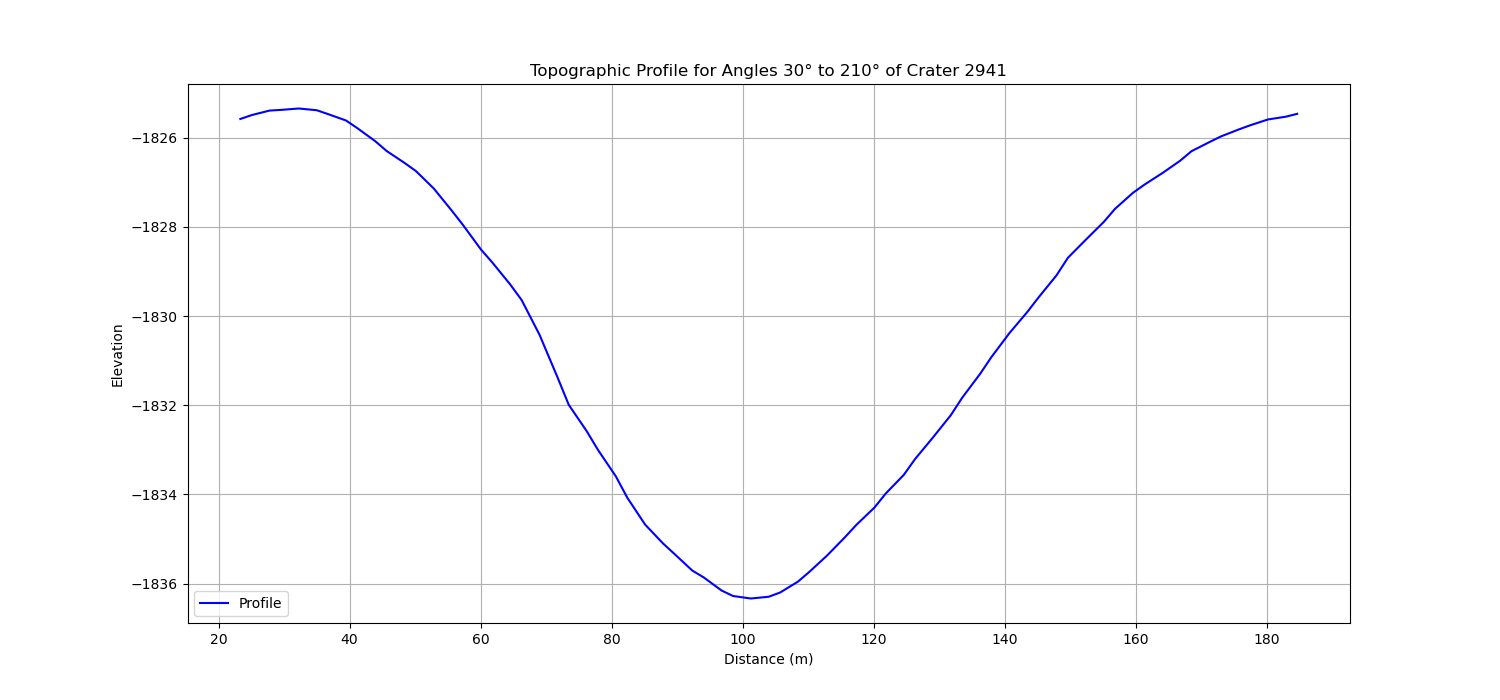 Topographic Profile for Angles 30° to 210° of Crater 2941
−1826
−1828
−1830
−1832
−1834
−1836
Elevation
Profile
20 40 60 80 100 120 140 160 180
Distance (m)